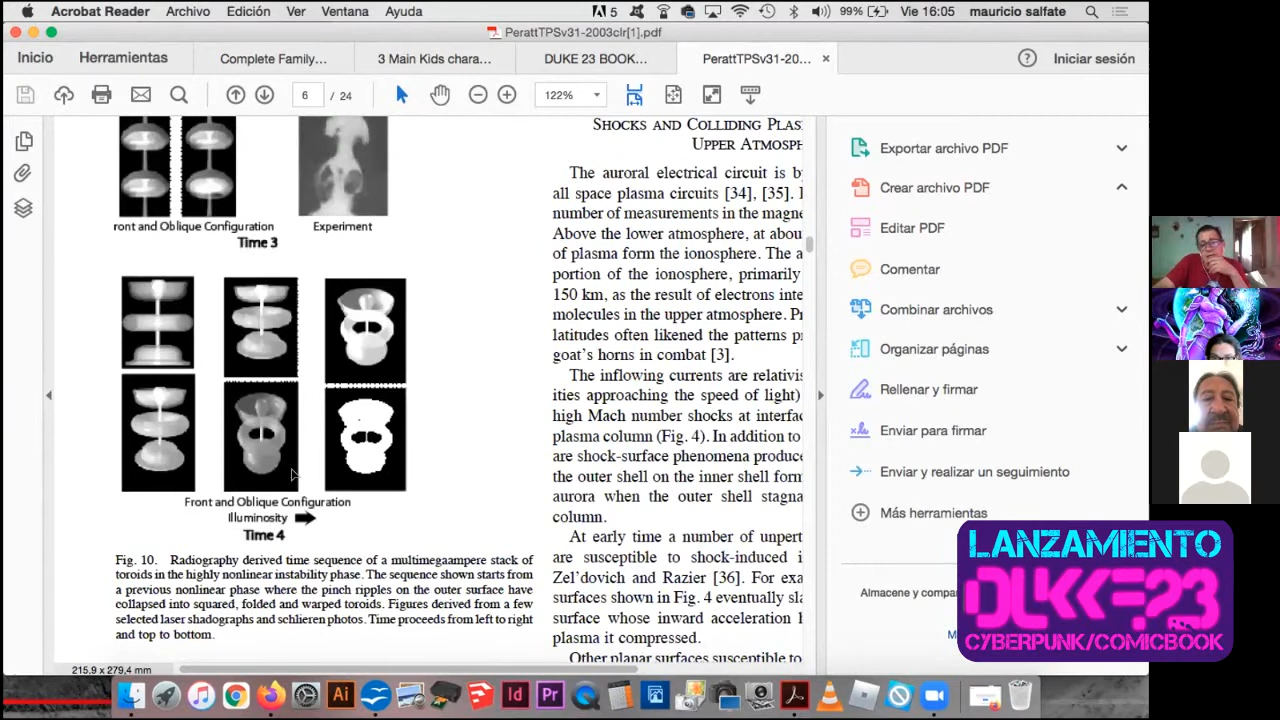 Acrobat Reader Archivo Edición Ver Ventana Ayuda
5
99% Vie 16:05 mauricio salfate
PerattTPSv31-2003clr[1].pdf
Inicio Herramientas Complete Family... 3 Main Kids chara... DUKE 23 BOOK... PerattTPSv31-20... × Iniciar sesión
6 / 24 122%
ront and Oblique Configuration
Time 3
Experiment
Front and Oblique Configuration
Illuminosity
Time 4
Fig. 10. Radiography derived time sequence of a multimegaampere stack of
toroids in the highly nonlinear instability phase. The sequence shown starts from
a previous nonlinear phase where the pinch ripples on the outer surface have
collapsed into squared, folded and warped toroids. Figures derived from a few
selected laser shadographs and schlieren photos. Time proceeds from left to right
and top to bottom.
215,9 x 279,4 mm
SHOCKS AND COLLIDING PLAS
UPPER ATMOSPH
The auroral electrical circuit is b
all space plasma circuits [34], [35].
number of measurements in the magne
Above the lower atmosphere, at abou
of plasma form the ionosphere. The a
portion of the ionosphere, primarily
150 km, as the result of electrons inte
molecules in the upper atmosphere. Pr
latitudes often likened the patterns pr
goat's horns in combat [3].
The inflowing currents are relativis
ities approaching the speed of light)
high Mach number shocks at interfac
plasma column (Fig. 4). In addition to
are shock-surface phenomena produce
the outer shell on the inner shell form
aurora when the outer shell stagna
column.
At early time a number of unpert
are susceptible to shock-induced i
Zel'dovich and Razier [36]. For exa
surfaces shown in Fig. 4 eventually sla
surface whose inward acceleration
plasma it compressed.
Other planar surfaces susceptible to
Exportar archivo PDF
Crear archivo PDF
Editar PDF
Comentar
Combinar archivos
Organizar páginas
Rellenar y firmar
Enviar para firmar
Enviar y realizar un seguimiento
Más herramientas
Almacene y compar
LANZAMIENTO
DUKE23
CYBERPUNK/COMICBOOK